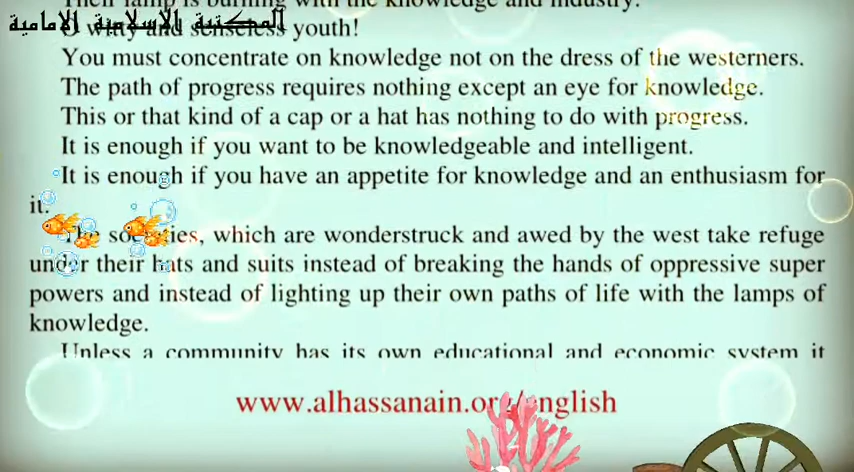 Their lamp is burning with the knowledge and industry.
المكتبة الإسلامية الإمامية
O witty and senseless youth!
You must concentrate on knowledge not on the dress of the westerners.
The path of progress requires nothing except an eye for knowledge.
This or that kind of a cap or a hat has nothing to do with progress.
It is enough if you want to be knowledgeable and intelligent.
It is enough if you have an appetite for knowledge and an enthusiasm for
it.
The societies, which are wonderstruck and awed by the west take refuge
under their hats and suits instead of breaking the hands of oppressive super
powers and instead of lighting up their own paths of life with the lamps of
knowledge.
Unless a community has its own educational and economic system it
www.alhassanain.org/english